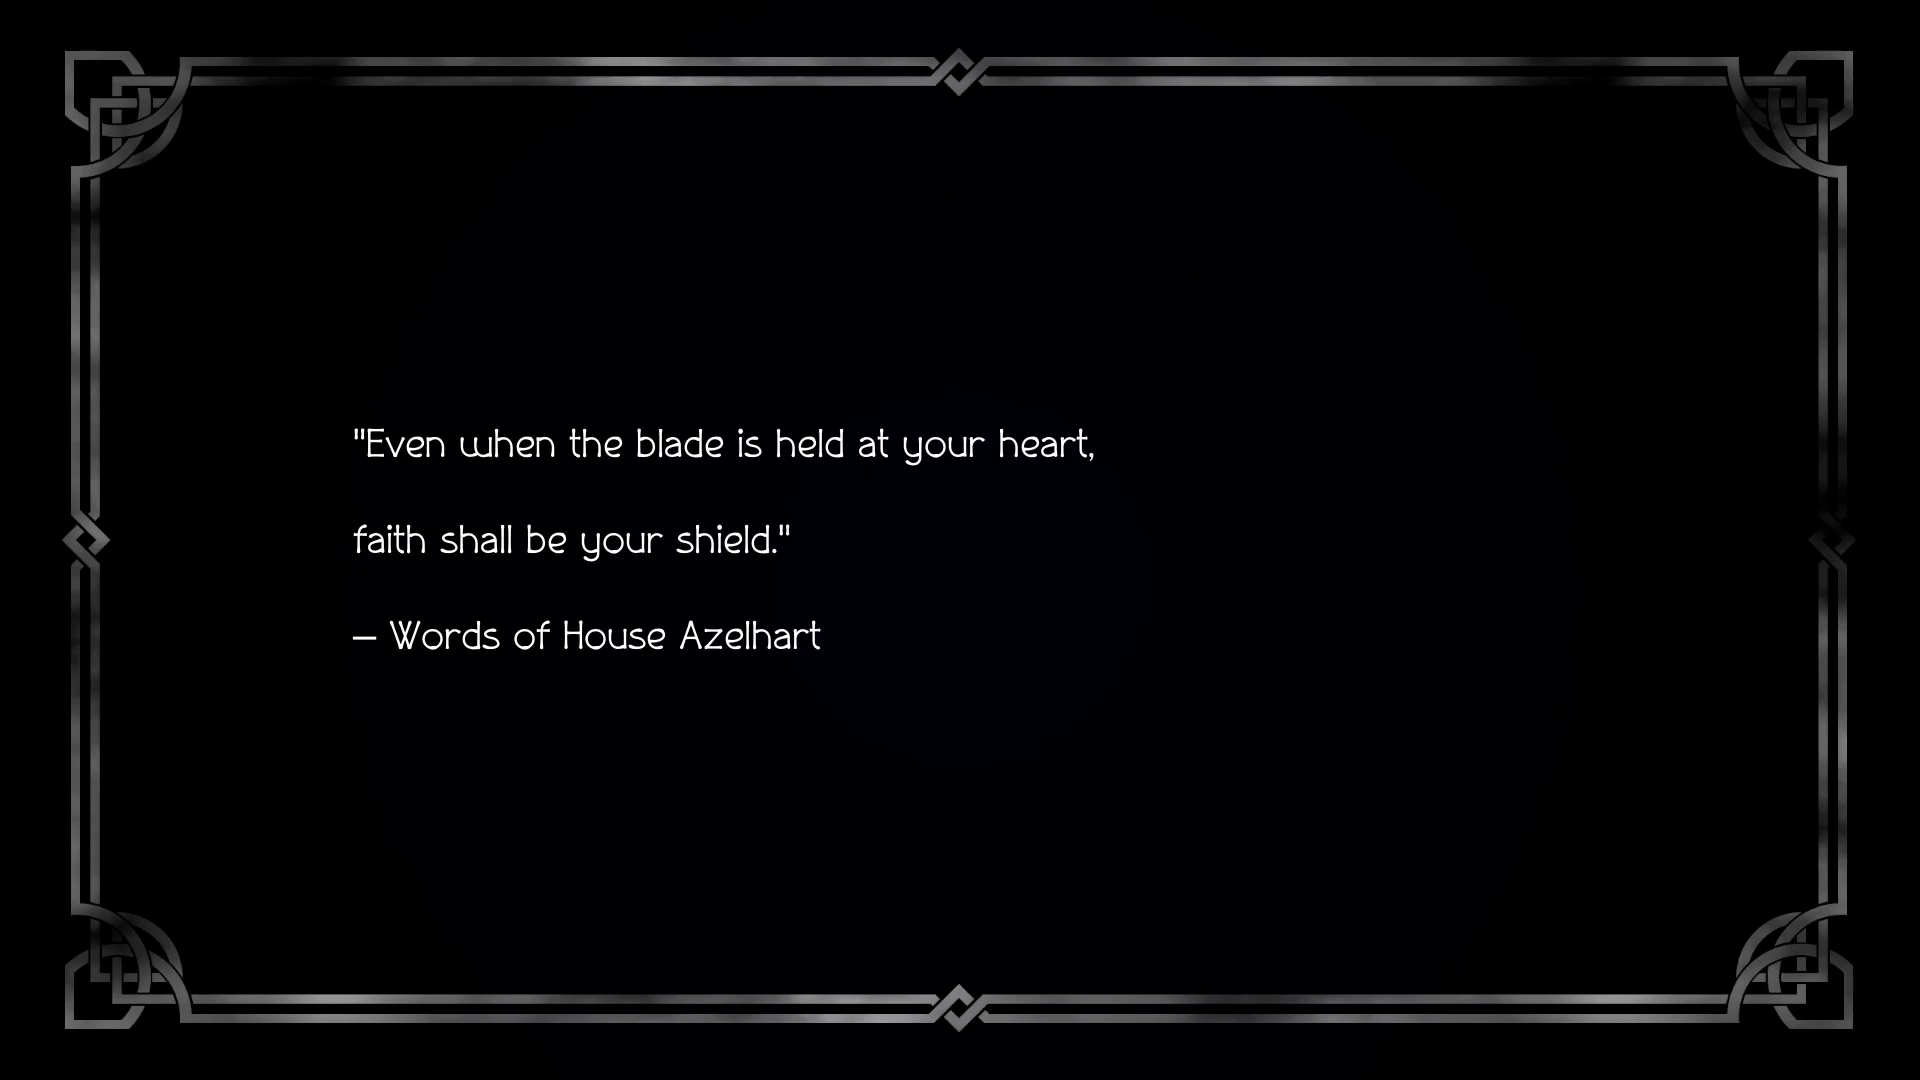 "Even when the blade is held at your heart,
faith shall be your shield."
– Words of House Azelhart